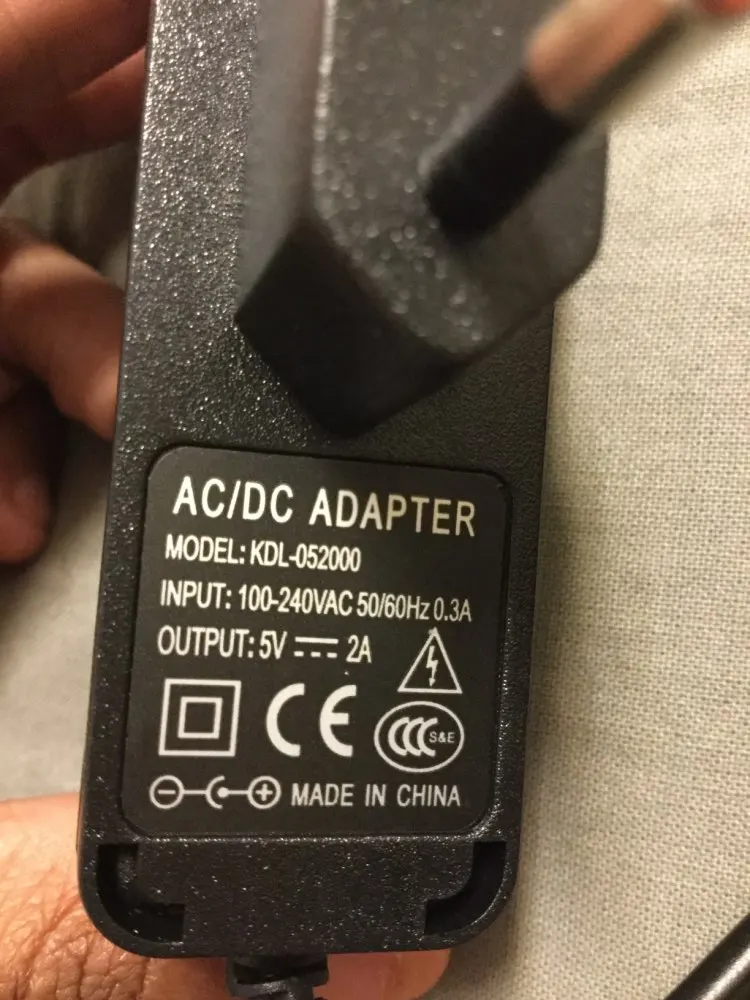 AC/DC ADAPTER
MODEL: KDL-052000
INPUT: 100-240VAC 50/60Hz 0.3A
OUTPUT: 5V ⎓ 2A
CE CCC S&E
MADE IN CHINA